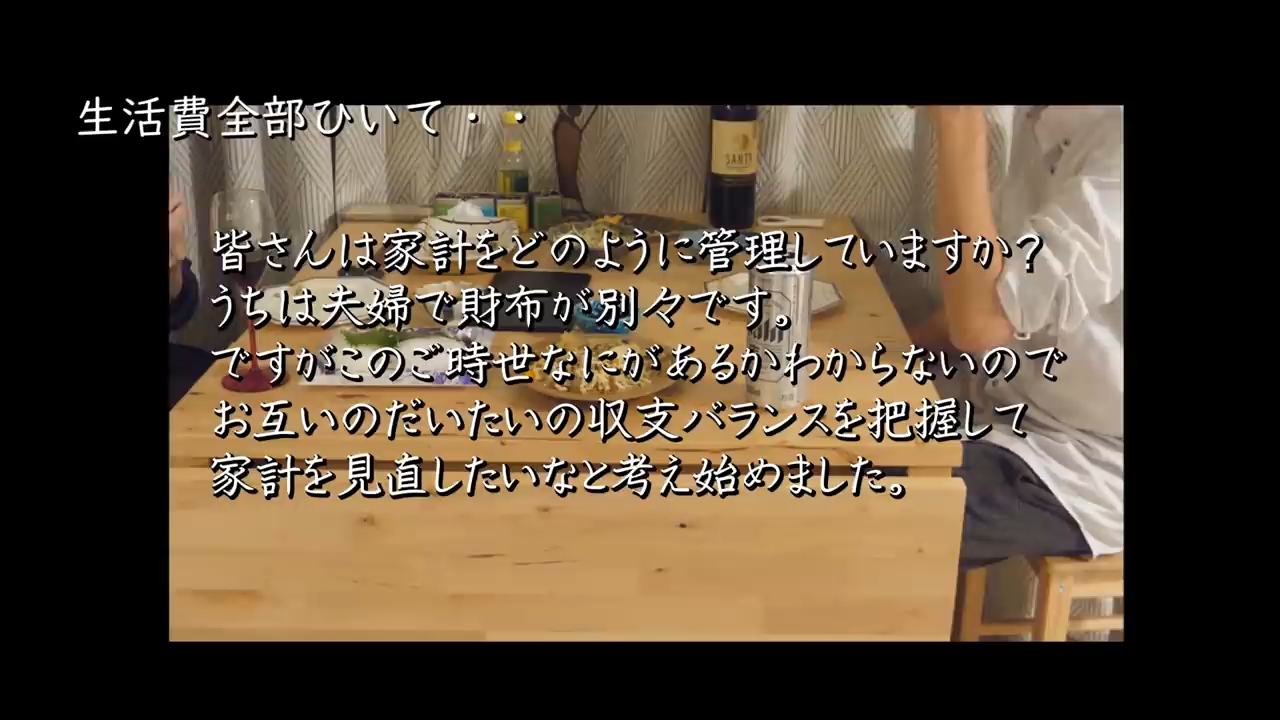 生活費全部ひいて・・
SANTA
皆さんは家計をどのように管理していますか?
うちは夫婦で財布が別々です。
ですがこのご時世なにがあるかわからないので
お互いのだいたいの収支バランスを把握して
家計を見直したいなと考え始めました。